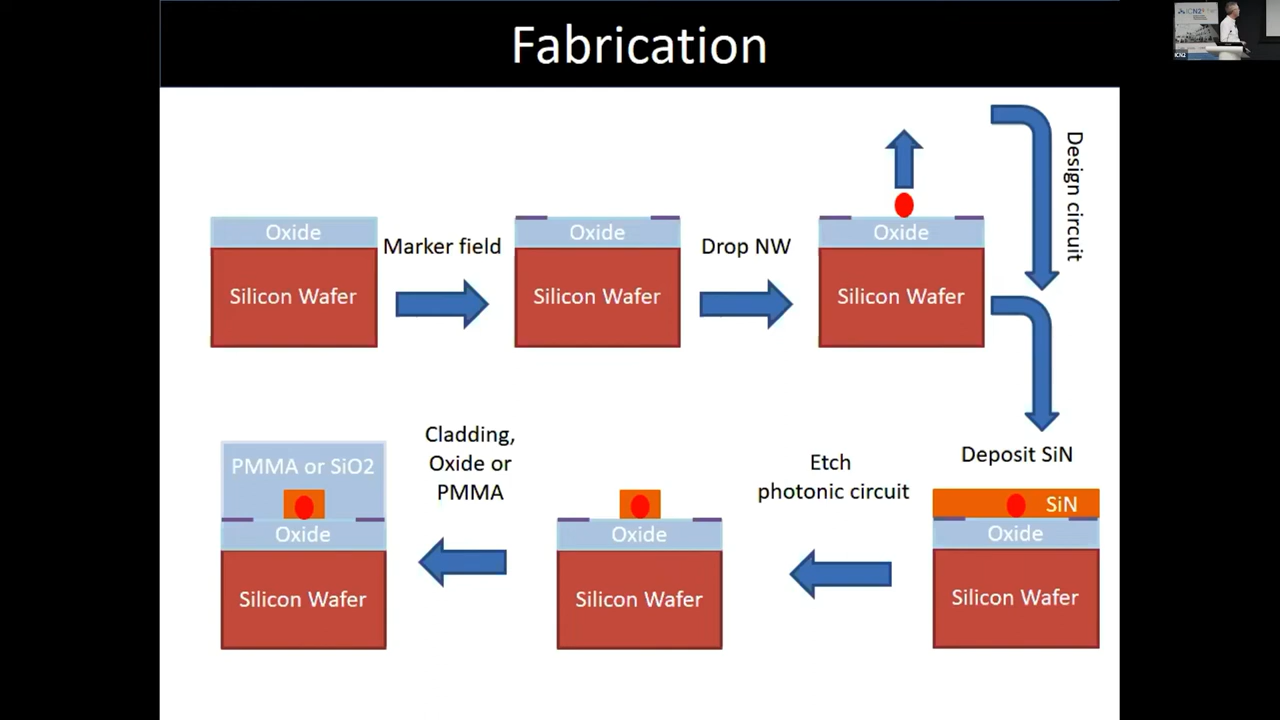 Fabrication
Oxide
Silicon Wafer
Marker field
Oxide
Silicon Wafer
Drop NW
Oxide
Silicon Wafer
Design circuit
Deposit SiN
SiN
Oxide
Silicon Wafer
Etch
photonic circuit
Oxide
Silicon Wafer
Cladding,
Oxide or
PMMA
PMMA or SiO2
Oxide
Silicon Wafer
ICN2